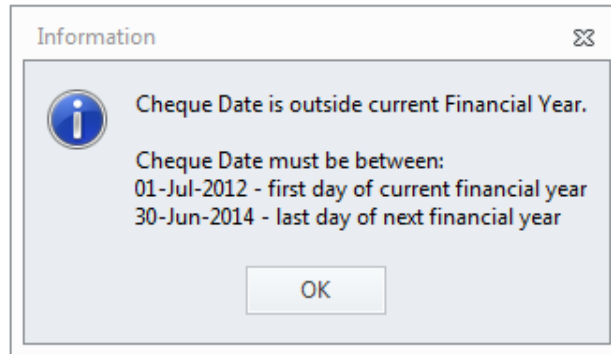 Information
Cheque Date is outside current Financial Year.
Cheque Date must be between:
01-Jul-2012 - first day of current financial year
30-Jun-2014 - last day of next financial year
OK